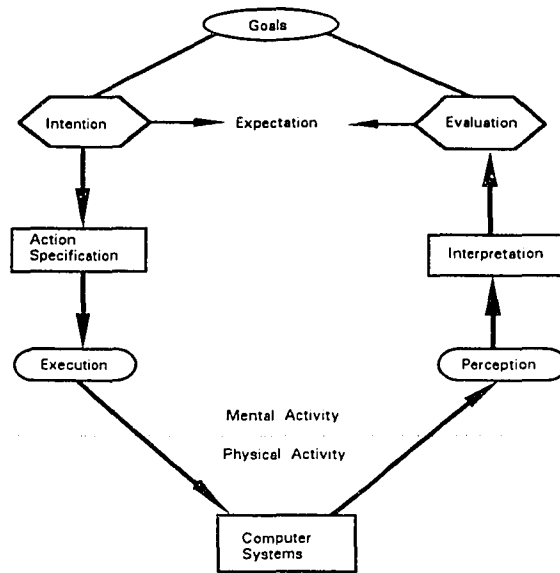 Goals
Intention
Expectation
Evaluation
Action
Specification
Interpretation
Execution
Perception
Mental Activity
Physical Activity
Computer
Systems